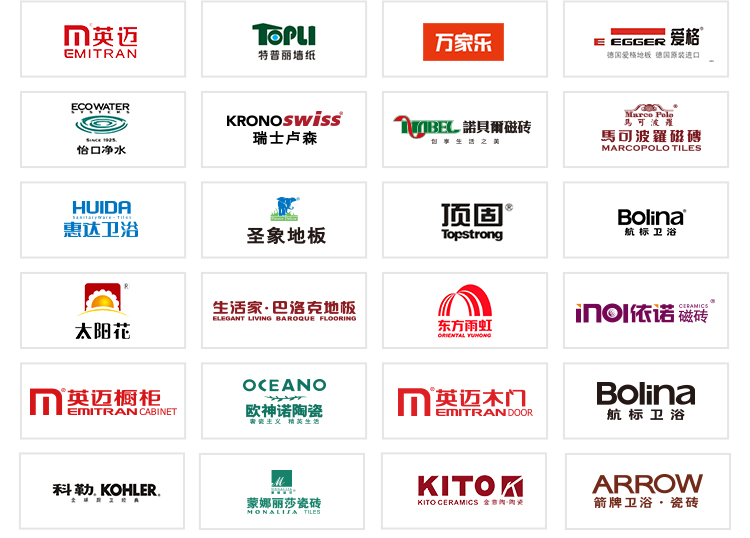 英迈
EMITRAN
TOPLI
特普丽墙纸
万家乐
EGGER 爱格
德国爱格地板 德国原装进口
ECOWATER
SYSTEMS
SINCE 1925.
怡口净水
KRONOSWISS
瑞士卢森
諾貝爾磁砖
创享生活之美
Marco Polo
馬可波羅
馬可波羅磁磚
MARCOPOLO TILES
HUIDA
SanitaryWare·Tiles
惠达卫浴
圣象地板
顶固®
Topstrong
Bolina
航标卫浴
太阳花
生活家·巴洛克地板
ELEGANT LIVING BAROQUE FLOORING
东方雨虹
ORIENTAL YUHONG
inol依诺
CERAMICS
磁砖
英迈橱柜
EMITRAN CABINET
OCEANO
欧神诺陶瓷
奢瓷主义 精英生活
英迈木门
EMITRAN DOOR
Bolina
航标卫浴
科勒 KOHLER
全球厨卫经典
蒙娜丽莎瓷砖
MONALISA TILES
KITO
KITO CERAMICS 金意陶·陶瓷
ARROW
箭牌卫浴·瓷砖